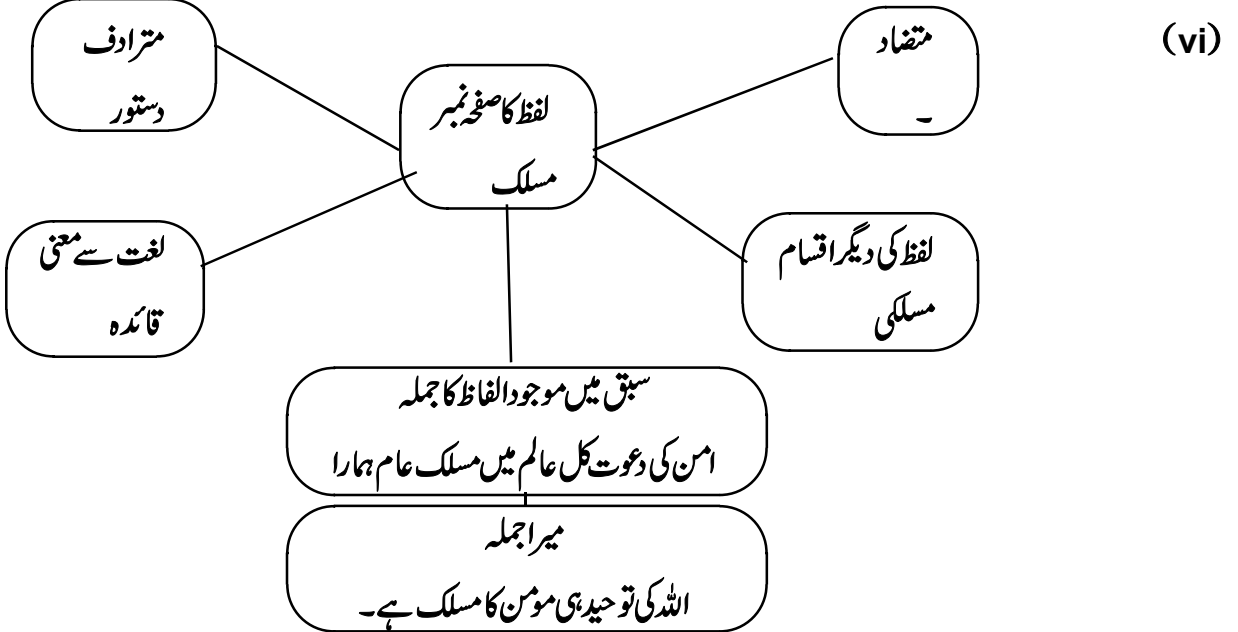 (vi)
متضاد
۔
لفظ کا صفحہ نمبر
مسلک
مترادف
دستور
لفظ کی دیگر اقسام
مسلکی
لغت سے معنی
قائدہ
سبق میں موجود الفاظ کا جملہ
امن کی دعوت کل عالم میں مسلک عام ہمارا
میرا جملہ
اللہ کی توحید ہی مومن کا مسلک ہے۔